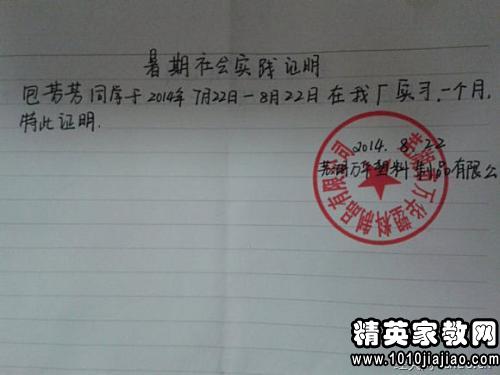 暑期社会实践证明
范芳芳同学于2014年7月22日-8月22日在我厂实习,一个月,
特此证明.
2014.8.22
芜湖万华塑料制品有限公
芜湖万华塑料制品有限公司
精英家教网
www.1010jiajiao.com